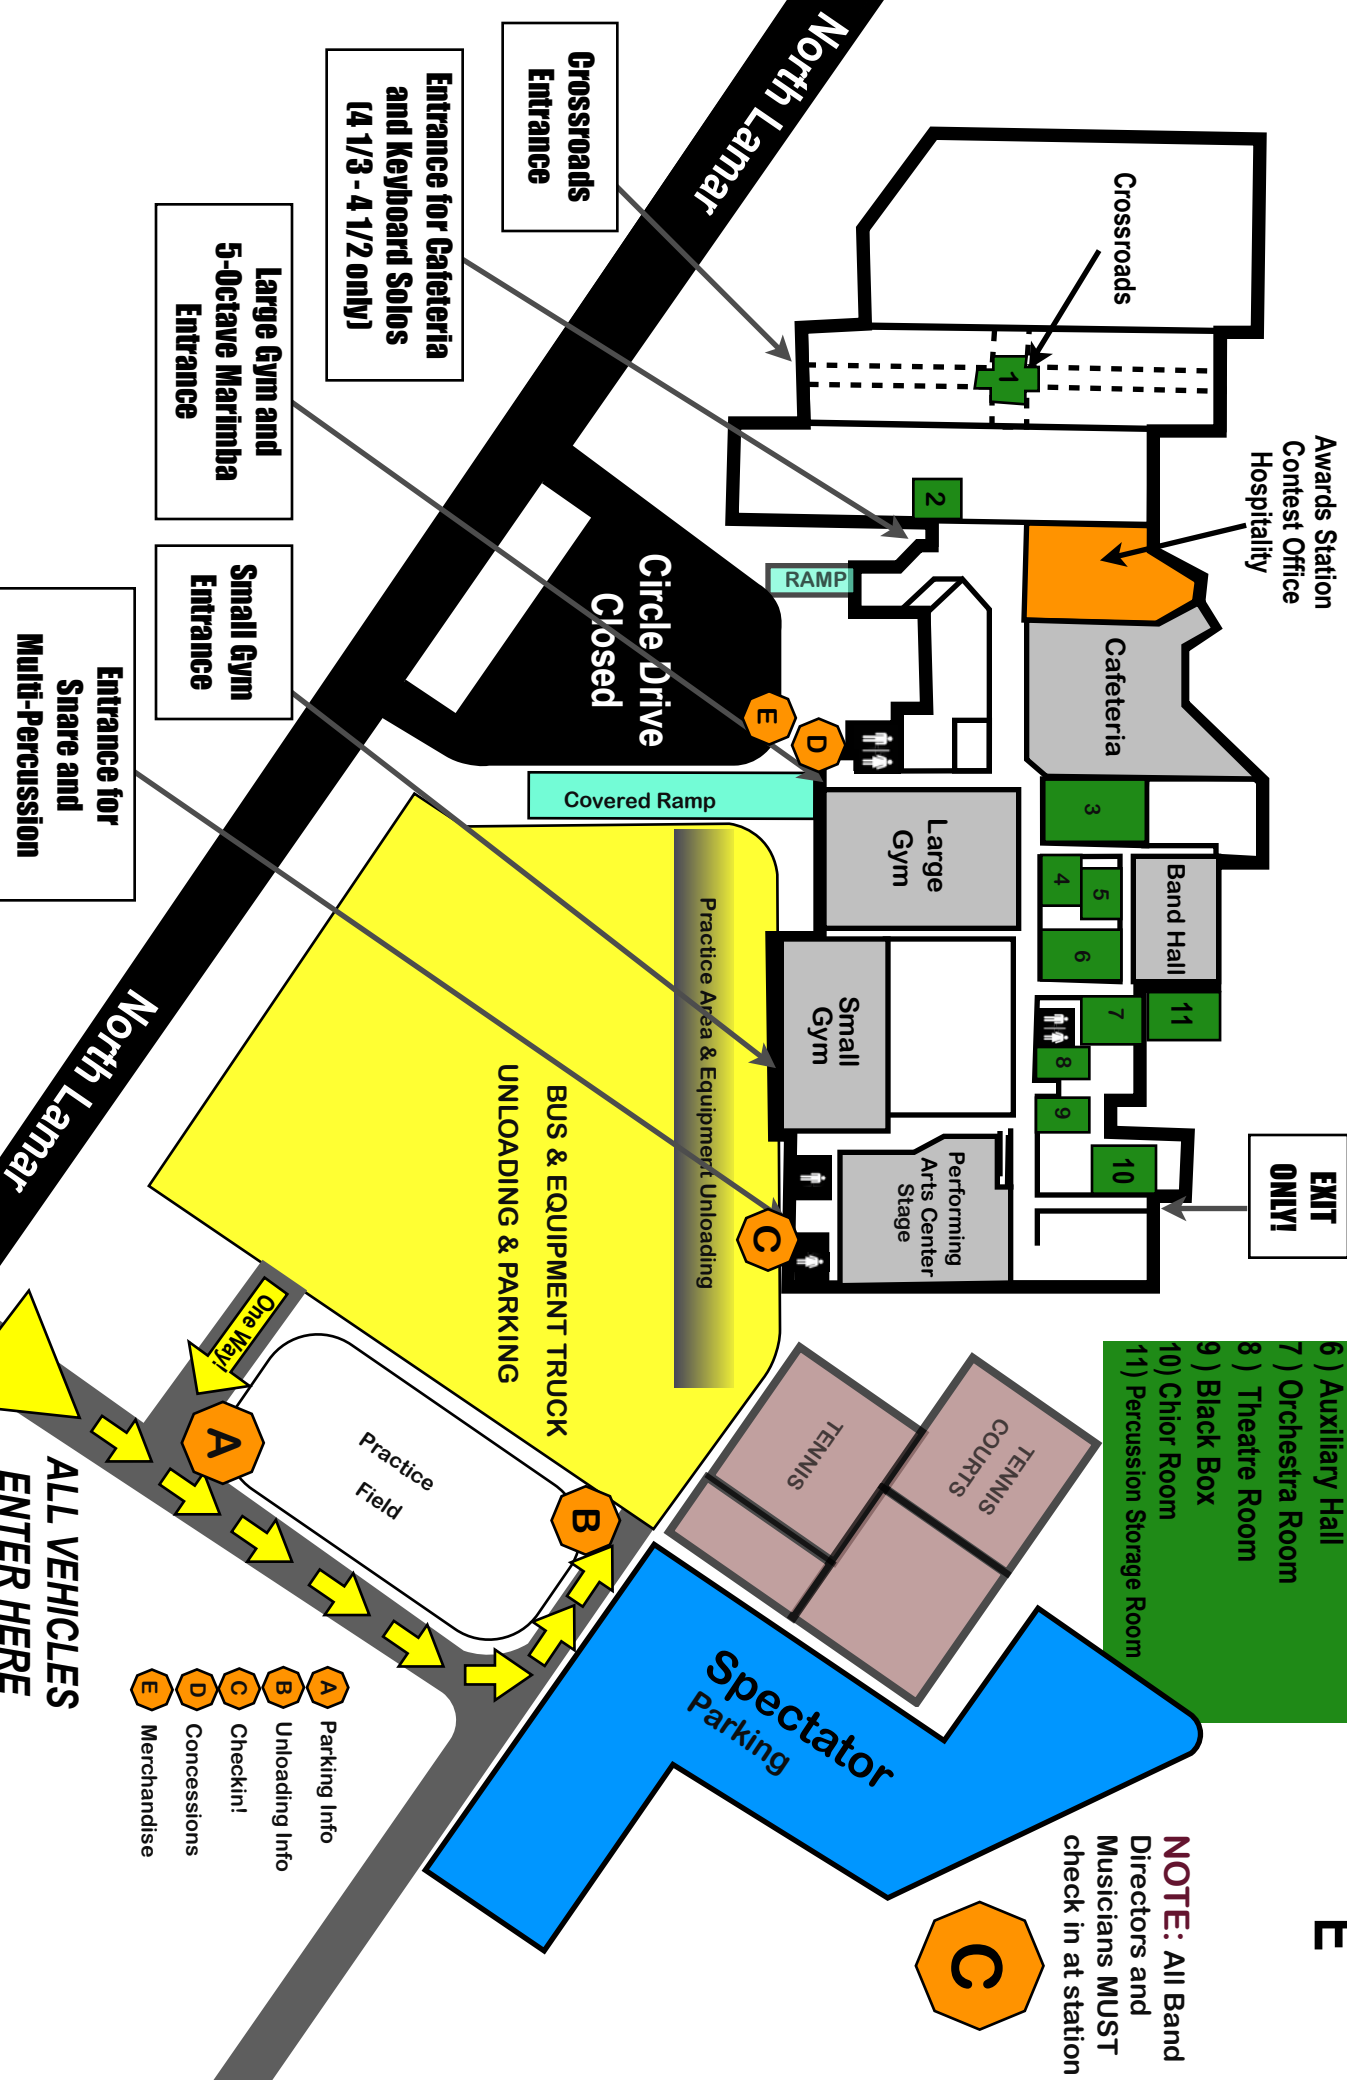 E
6 ) Auxiliary Hall
7 ) Orchestra Room
8 ) Theatre Room
9 ) Black Box
10) Chior Room
11) Percussion Storage Room
NOTE: All Band
Directors and
Musicians MUST
check in at station
C
Awards Station
Contest Office
Hospitality
EXIT
ONLY!
Crossroads
1
2
Cafeteria
3
4
5
6
7
8
9
10
11
Band Hall
Large
Gym
Small
Gym
Performing
Arts Center
Stage
RAMP
E
D
C
Covered Ramp
Circle Drive
Closed
Practice Area & Equipment Unloading
BUS & EQUIPMENT TRUCK
UNLOADING & PARKING
TENNIS
COURTS
TENNIS
Spectator
Parking
North Lamar
North Lamar
Crossroads
Entrance
Entrance for Cafeteria
and Keyboard Solos
(4 1/3 - 4 1/2 only)
Large Gym and
5-Octave Marimba
Entrance
Small Gym
Entrance
Entrance for
Snare and
Multi-Percussion
One Way!
A
B
Practice
Field
A Parking Info
B Unloading Info
C Checkin!
D Concessions
E Merchandise
ALL VEHICLES
ENTER HERE